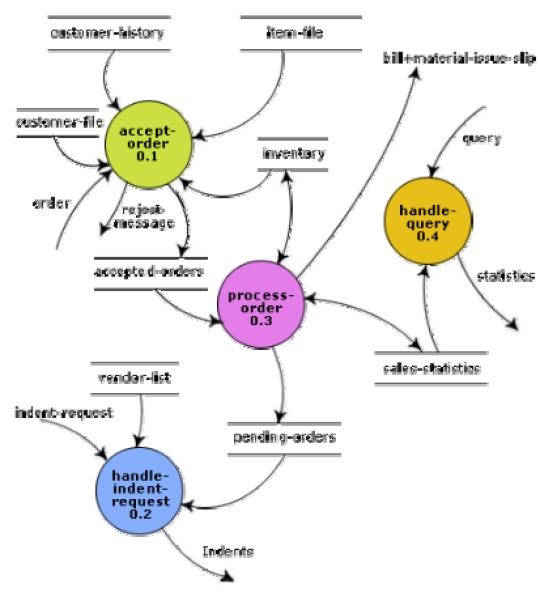 customer-history
item-file
bill+material-issue-slip
customer-file
accept-
order
0.1
inventory
query
order
reject-
message
handle-
query
0.4
accepted-orders
process-
order
0.3
statistics
vendor-list
sales-statistics
indent-request
pending-orders
handle-
indent-
request
0.2
Indents